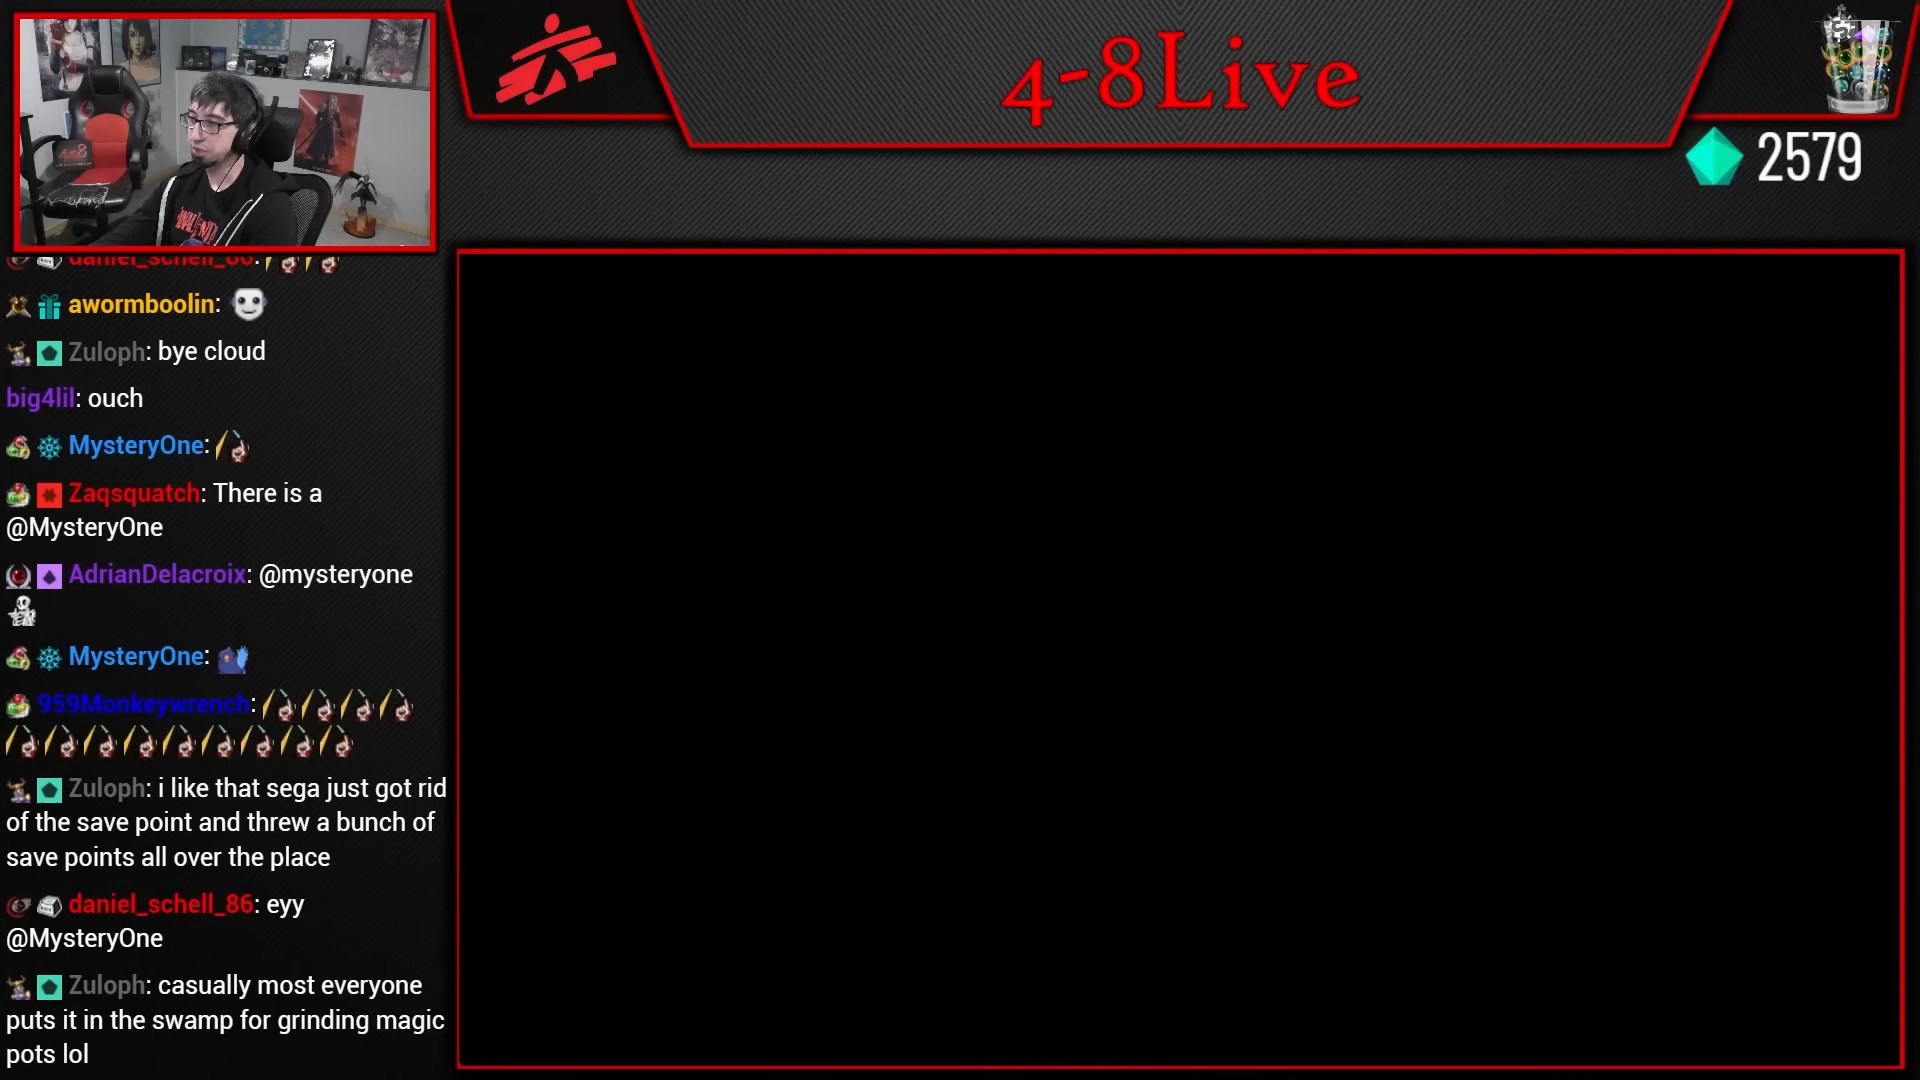 4-8Live
2579
daniel_schell_86:
awormboolin:
Zuloph: bye cloud
big4lil: ouch
MysteryOne:
Zaqsquatch: There is a
@MysteryOne
AdrianDelacroix: @mysteryone
MysteryOne:
959Monkeywrench:
Zuloph: i like that sega just got rid
of the save point and threw a bunch of
save points all over the place
daniel_schell_86: eyy
@MysteryOne
Zuloph: casually most everyone
puts it in the swamp for grinding magic
pots lol